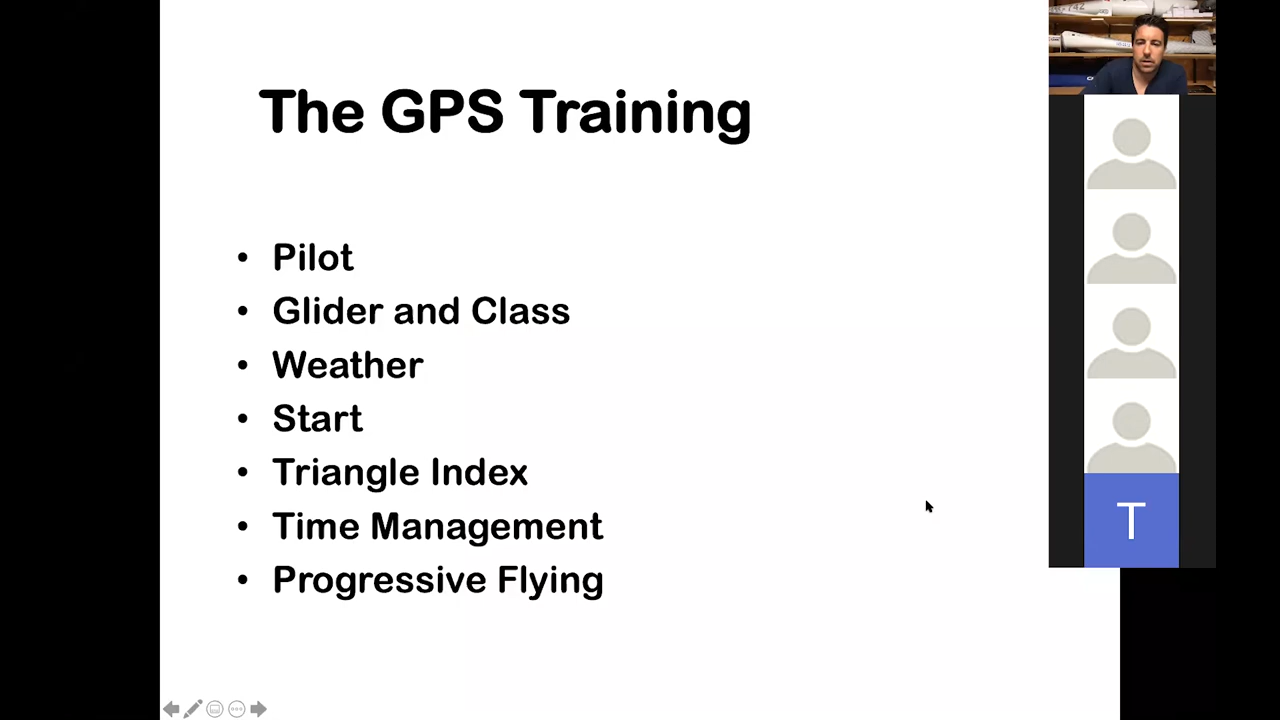 The GPS Training
• Pilot
• Glider and Class
• Weather
• Start
• Triangle Index
• Time Management
• Progressive Flying
T